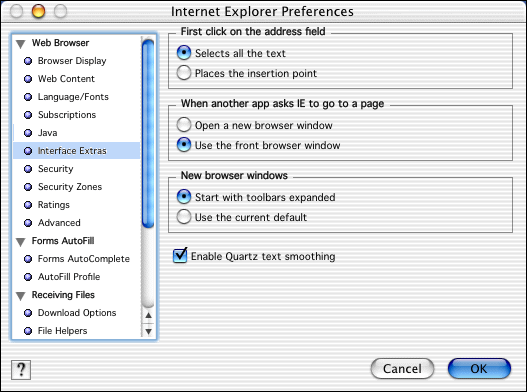 Internet Explorer Preferences
Web Browser
Browser Display
Web Content
Language/Fonts
Subscriptions
Java
Interface Extras
Security
Security Zones
Ratings
Advanced
Forms AutoFill
Forms AutoComplete
AutoFill Profile
Receiving Files
Download Options
File Helpers
First click on the address field
Selects all the text
Places the insertion point
When another app asks IE to go to a page
Open a new browser window
Use the front browser window
New browser windows
Start with toolbars expanded
Use the current default
Enable Quartz text smoothing
?
Cancel
OK